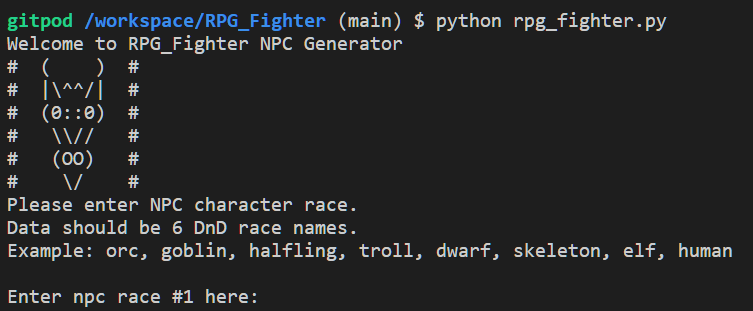 gitpod /workspace/RPG_Fighter (main) $ python rpg_fighter.py
Welcome to RPG_Fighter NPC Generator
#  (    )  #
#  |\^^/|  #
#  (0::0)  #
#   \\//   #
#   (OO)   #
#    \/    #
Please enter NPC character race.
Data should be 6 DnD race names.
Example: orc, goblin, halfling, troll, dwarf, skeleton, elf, human

Enter npc race #1 here: